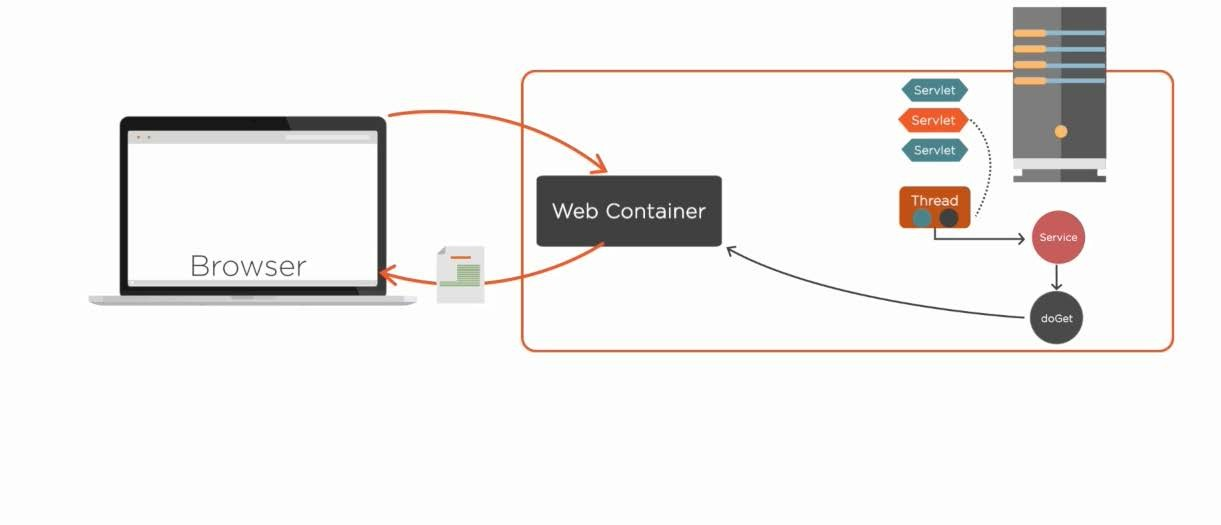 Servlet
Servlet
Servlet
Web Container
Thread
Service
Browser
doGet